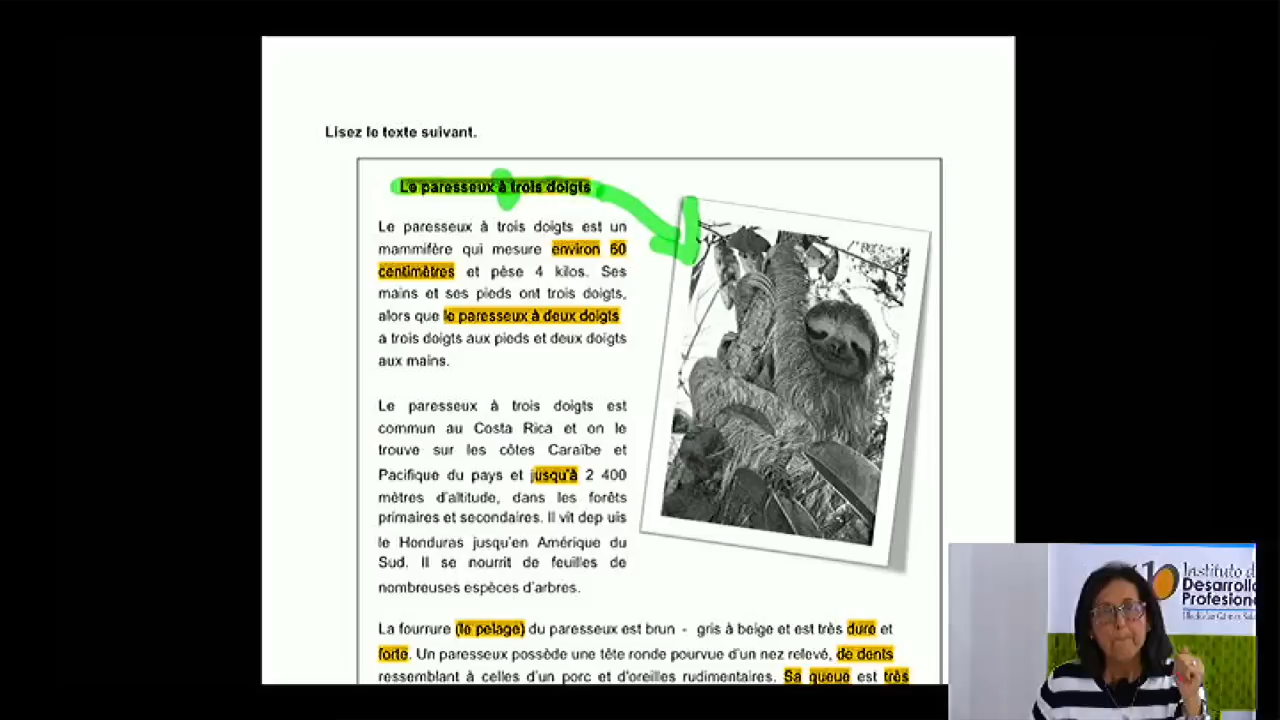 Lisez le texte suivant.
Le paresseux à trois doigts
Le paresseux à trois doigts est un
mammifère qui mesure environ 60
centimètres et pèse 4 kilos. Ses
mains et ses pieds ont trois doigts,
alors que le paresseux à deux doigts
a trois doigts aux pieds et deux doigts
aux mains.
Le paresseux à trois doigts est
commun au Costa Rica et on le
trouve sur les côtes Caraïbe et
Pacifique du pays et jusqu'à 2 400
mètres d'altitude, dans les forêts
primaires et secondaires. Il vit dep uis
le Honduras jusqu'en Amérique du
Sud. Il se nourrit de feuilles de
nombreuses espèces d'arbres.
La fourrure (le pelage) du paresseux est brun - gris à beige et est très dure et
forte. Un paresseux possède une tête ronde pourvue d'un nez relevé, de dents
ressemblant à celles d'un porc et d'oreilles rudimentaires. Sa queue est très
Instituto d
Desarrollo
Profesiona